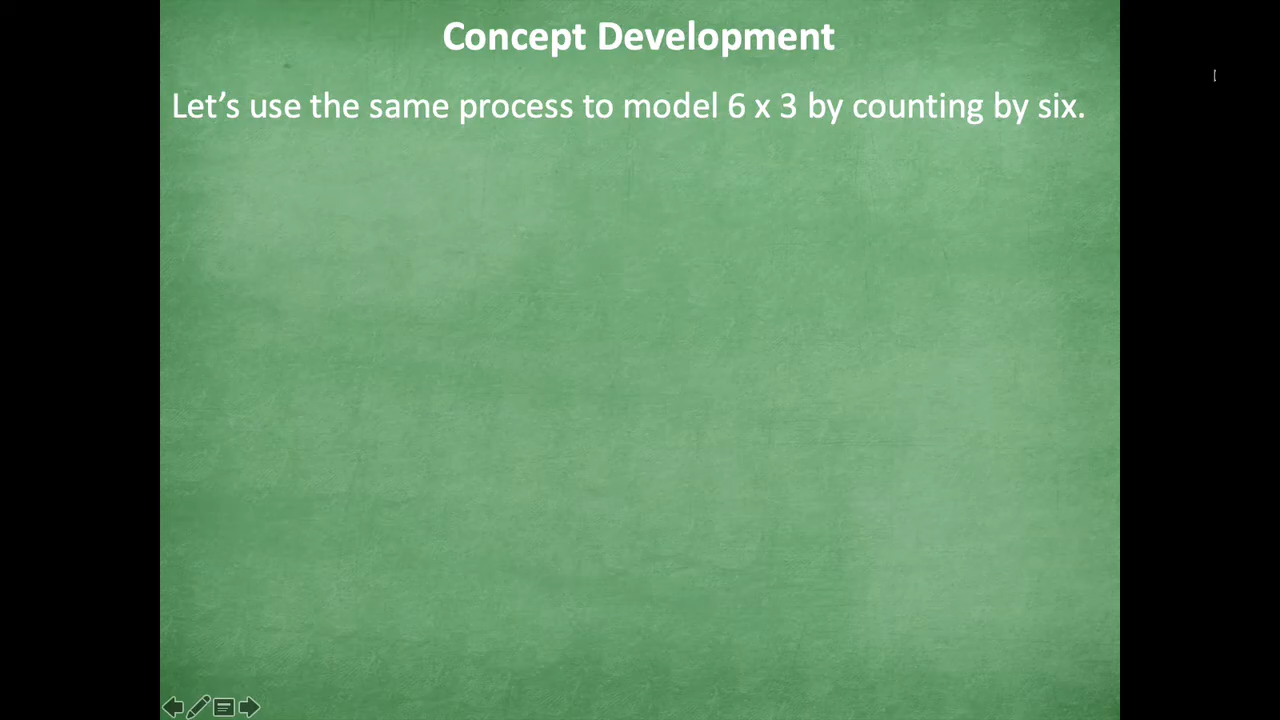 Concept Development
Let’s use the same process to model 6 x 3 by counting by six.